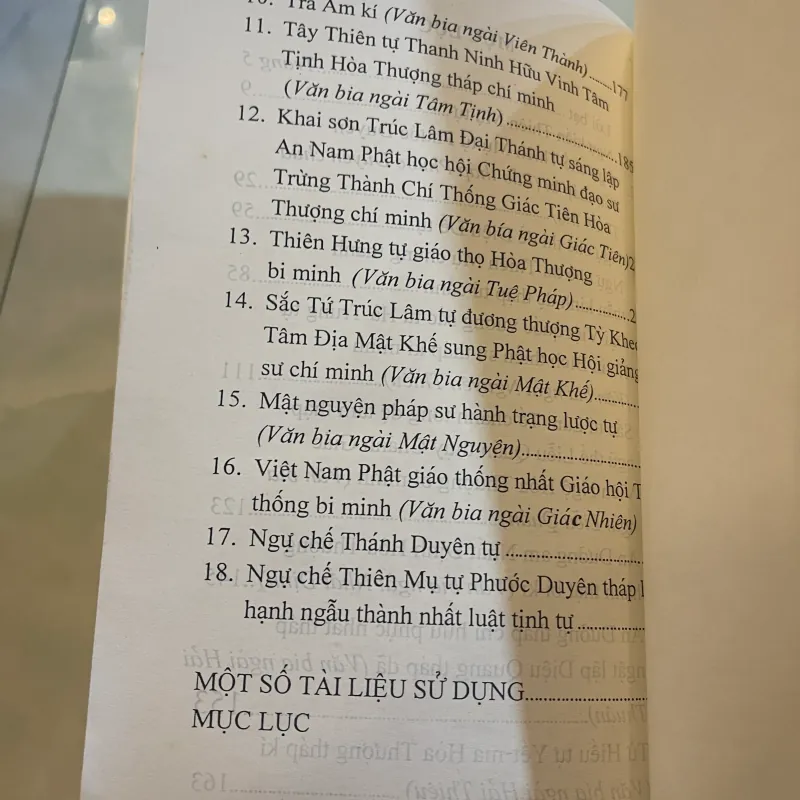 10. Trà Am kí (Văn bia ngài Viên Thành)........177
11. Tây Thiên tự Thanh Ninh Hữu Vinh Tâm
Tịnh Hòa Thượng tháp chí minh
(Văn bia ngài Tâm Tịnh)........................185
12. Khai sơn Trúc Lâm Đại Thánh tự sáng lập
An Nam Phật học hội Chứng minh đạo sư
Trừng Thành Chí Thống Giác Tiên Hòa
Thượng chí minh (Văn bía ngài Giác Tiên)2
13. Thiên Hưng tự giáo thọ Hòa Thượng
bi minh (Văn bia ngài Tuệ Pháp)...............2
14. Sắc Tứ Trúc Lâm tự đương thượng Tỳ Kheo
Tâm Địa Mật Khế sung Phật học Hội giảng
sư chí minh (Văn bia ngài Mật Khế)..........
15. Mật nguyện pháp sư hành trạng lược tự
(Văn bia ngài Mật Nguyện)......................
16. Việt Nam Phật giáo thống nhất Giáo hội T
thống bi minh (Văn bia ngài Giác Nhiên)
17. Ngự chế Thánh Duyên tự .......................
18. Ngự chế Thiên Mụ tự Phước Duyên tháp
hạnh ngẫu thành nhất luật tịnh tự ............
MỘT SỐ TÀI LIỆU SỬ DỤNG....................
MỤC LỤC